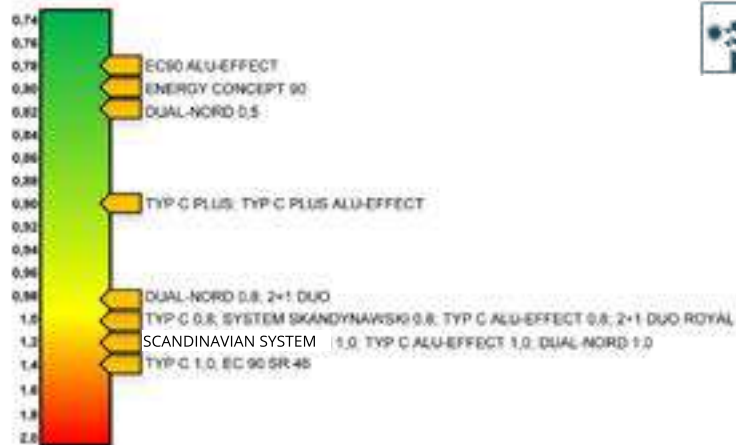 0,74
0,76
0,78
EC90 ALU-EFFECT
0,80
ENERGY CONCEPT 90
0,82
DUAL-NORD 0,5
0,84
0,86
0,88
0,90
TYP C PLUS; TYP C PLUS ALU-EFFECT
0,92
0,94
0,96
0,98
DUAL-NORD 0,8; 2+1 DUO
1,0
TYP C 0,8; SYSTEM SKANDYNAWSKI 0,8; TYP C ALU-EFFECT 0,8; 2+1 DUO ROYAL
1,2
SCANDINAVIAN SYSTEM 1,0; TYP C ALU-EFFECT 1,0; DUAL-NORD 1,0
1,4
TYP C 1,0; EC 90 SR 46
1,6
1,8
2,0